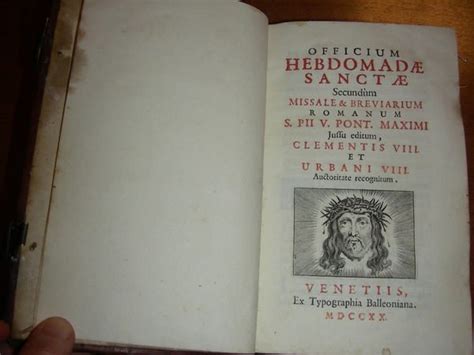 OFFICIUM
HEBDOMADÆ
SANCTÆ
Secundùm
MISSALE & BREVIARIUM
ROMANUM
S. PII V. PONT. MAXIMI
Jussu editum,
CLEMENTIS VIII.
ET
URBANI VIII.
Auctoritate recognitum.
VENETIIS,
Ex Typographia Balleoniana.
MDCCXX.